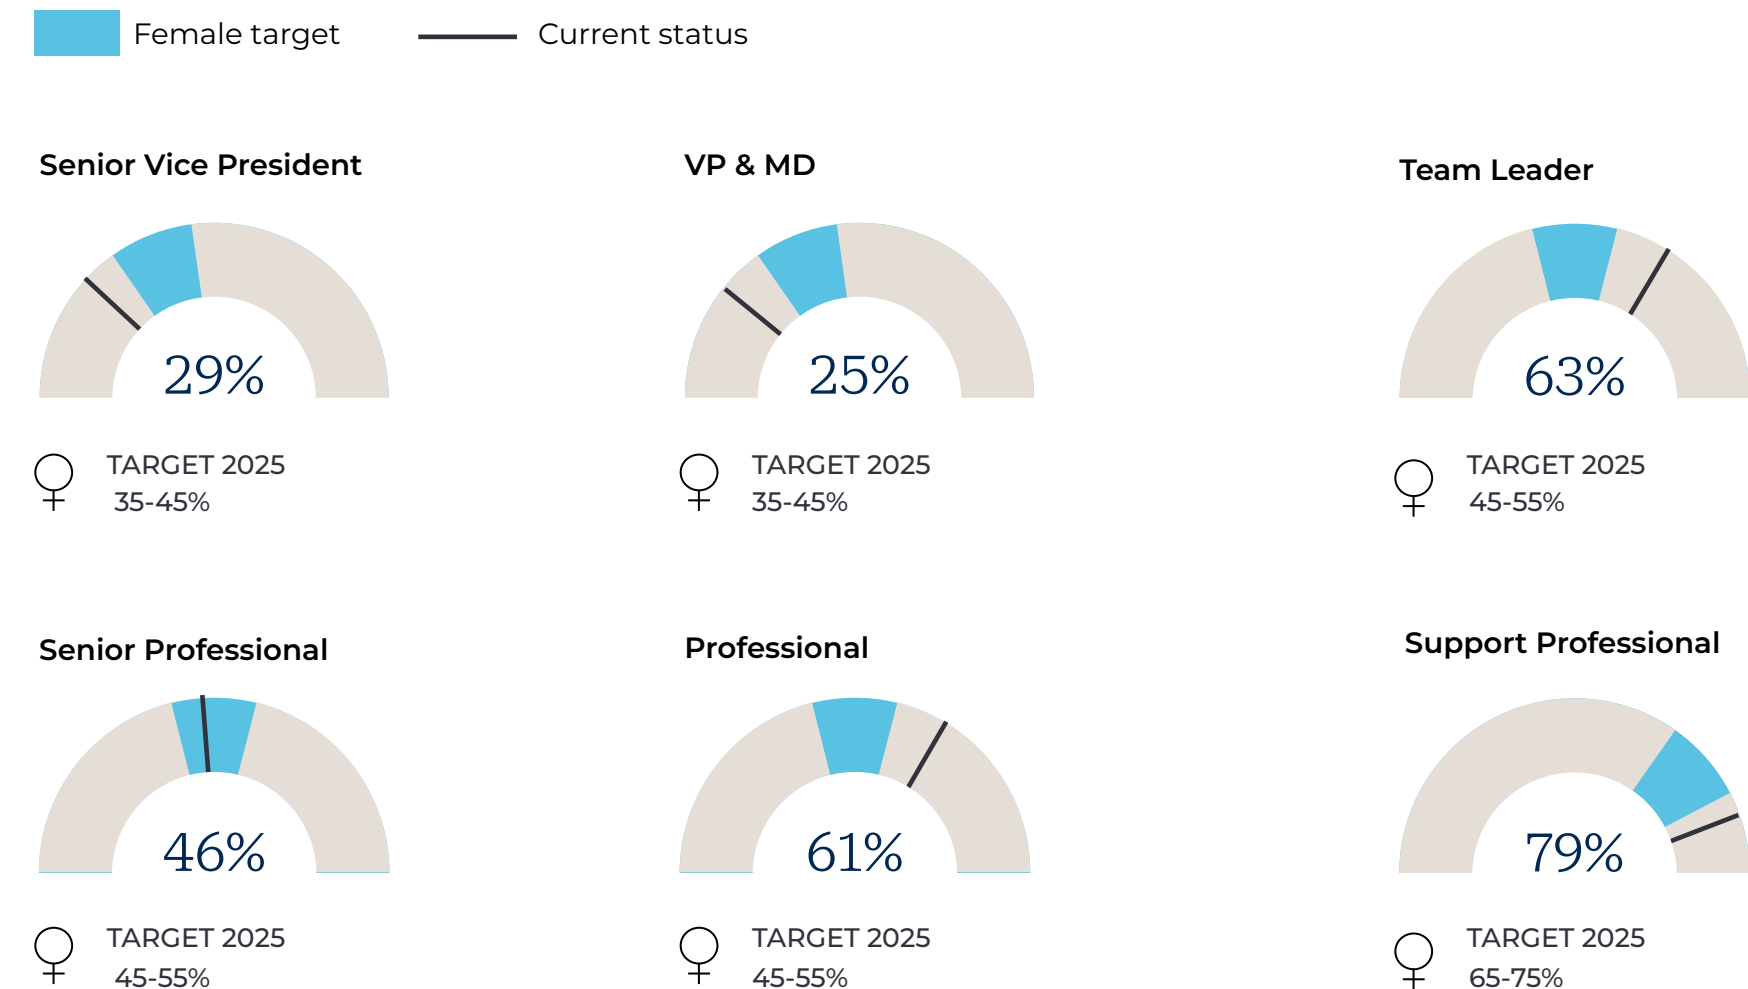 Female target
Current status
Senior Vice President
29%
TARGET 2025
35-45%
VP & MD
25%
TARGET 2025
35-45%
Team Leader
63%
TARGET 2025
45-55%
Senior Professional
46%
TARGET 2025
45-55%
Professional
61%
TARGET 2025
45-55%
Support Professional
79%
TARGET 2025
65-75%